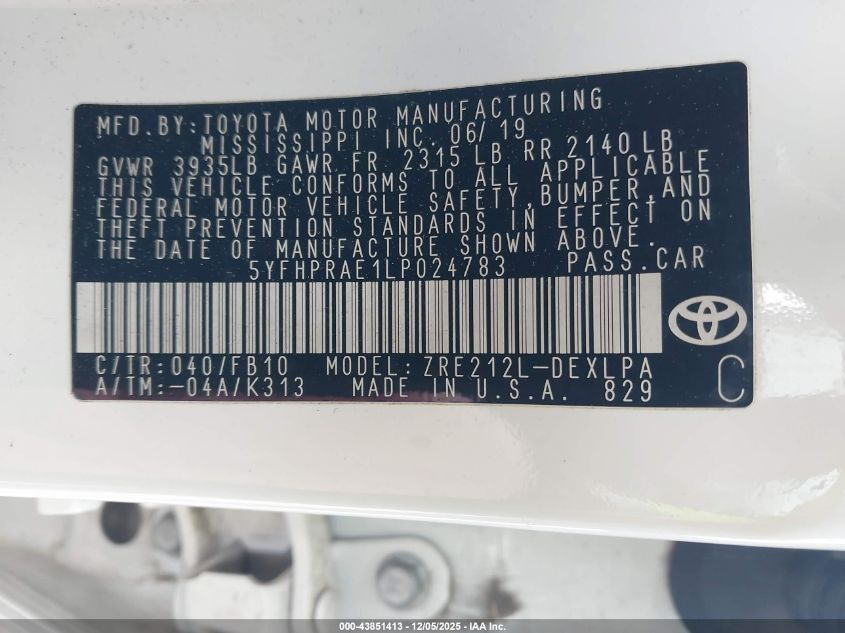 MFD.BY:TOYOTA MOTOR MANUFACTURING
MISSISSIPPI INC. 06/19
GVWR 3935LB GAWR FR 2315 LB RR 2140 LB
THIS VEHICLE CONFORMS TO ALL APPLICABLE
FEDERAL MOTOR VEHICLE SAFETY,BUMPER,AND
THEFT PREVENTION STANDARDS IN EFFECT ON
THE DATE OF MANUFACTURE SHOWN ABOVE.
5YFHPRAE1LP024783 PASS.CAR
C/TR:040/FB10 MODEL:ZRE212L-DEXLPA
A/TM:-04A/K313 MADE IN U.S.A. 829
C
000-43851413 - 12/05/2025 - IAA Inc.